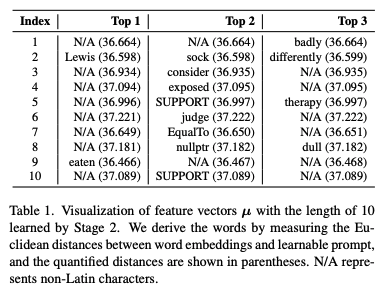 Index Top 1 Top 2 Top 3
1 N/A (36.664) N/A (36.664) badly (36.664)
2 Lewis (36.598) sock (36.598) differently (36.599)
3 N/A (36.934) consider (36.935) N/A (36.935)
4 N/A (37.094) exposed (37.095) N/A (37.095)
5 N/A (36.996) SUPPORT (36.997) therapy (36.997)
6 N/A (37.221) judge (37.222) N/A (37.222)
7 N/A (36.649) EqualTo (36.650) N/A (36.651)
8 N/A (37.181) nullptr (37.182) dull (37.182)
9 eaten (36.466) N/A (36.467) N/A (36.468)
10 N/A (37.089) SUPPORT (37.089) N/A (37.089)
Table 1. Visualization of feature vectors μ with the length of 10
learned by Stage 2. We derive the words by measuring the Eu-
clidean distances between word embeddings and learnable prompt,
and the quantified distances are shown in parentheses. N/A repre-
sents non-Latin characters.